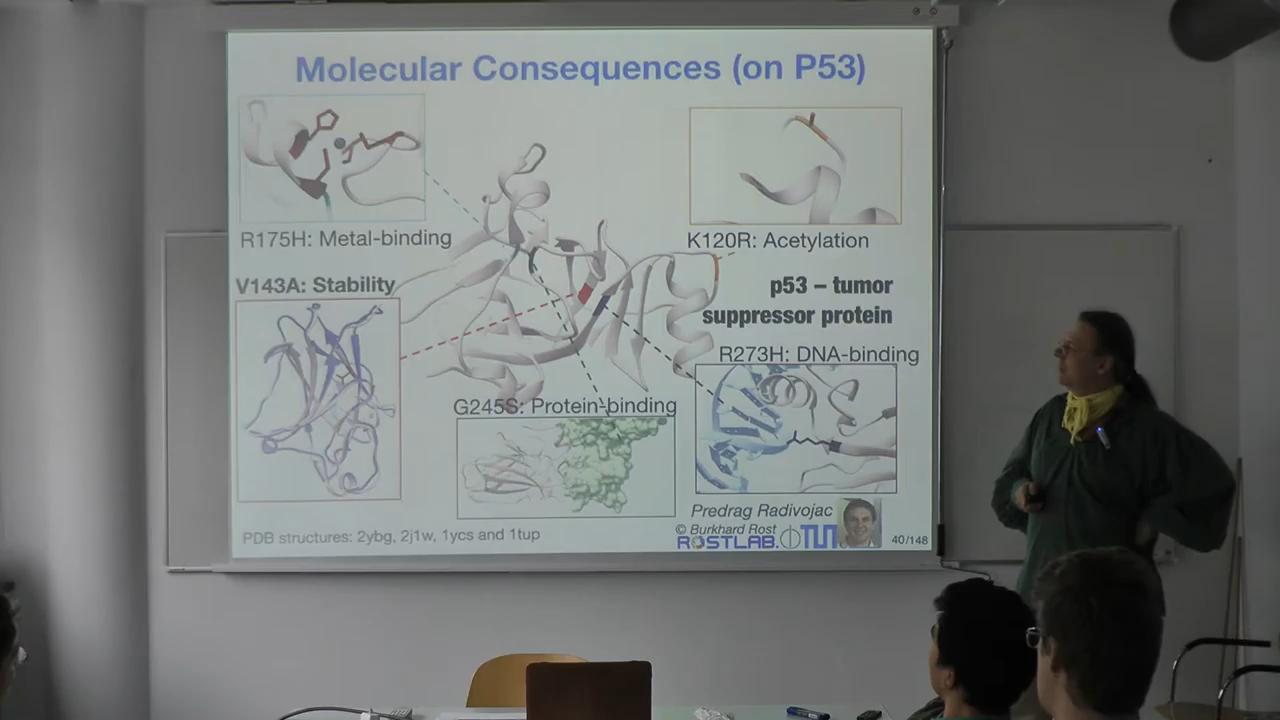 Molecular Consequences (on P53)
R175H: Metal-binding
K120R: Acetylation
V143A: Stability
p53 – tumor
suppressor protein
R273H: DNA-binding
G245S: Protein-binding
Predrag Radivojac
© Burkhard Rost
ROSTLAB. TUM
PDB structures: 2ybg, 2j1w, 1ycs and 1tup
40/148